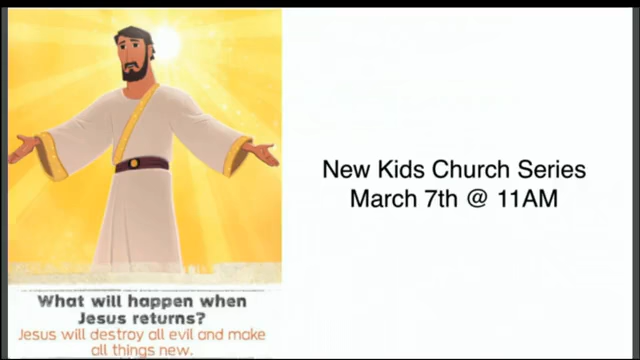 What will happen when
Jesus returns?
Jesus will destroy all evil and make
all things new.
New Kids Church Series
March 7th @ 11AM